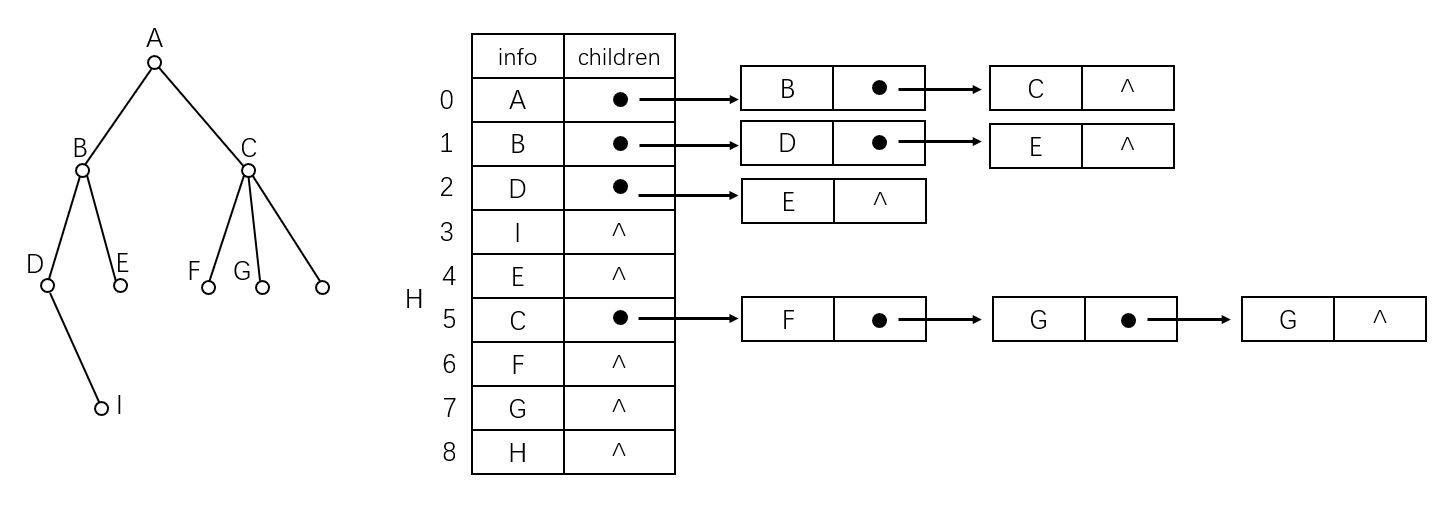 A
B C
D E F G
I
H
info children
0 A B C ^
1 B D E ^
2 D E ^
3 I ^
4 E ^
5 C F G G ^
6 F ^
7 G ^
8 H ^